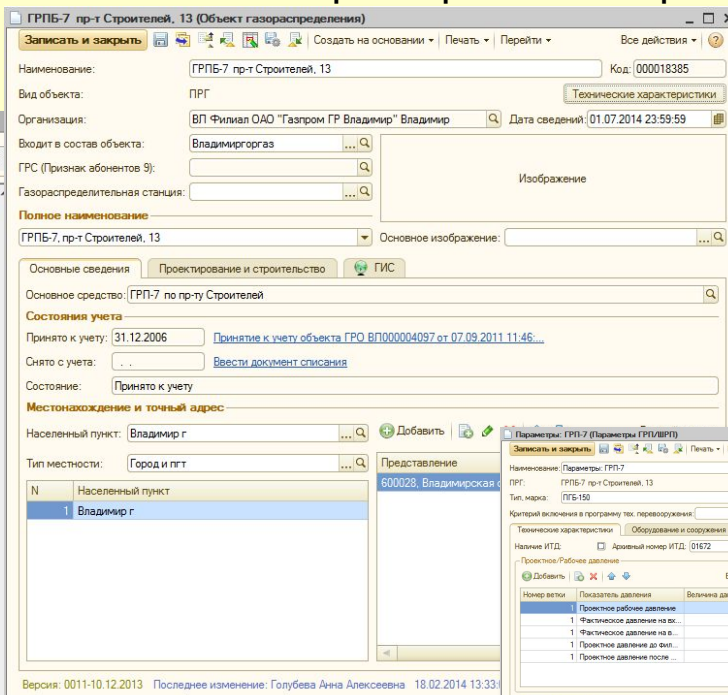 ГРПБ-7 пр-т Строителей, 13 (Объект газораспределения)
Записать и закрыть Создать на основании Печать Перейти Все действия
Наименование: ГРПБ-7 пр-т Строителей, 13 Код: 000018385
Вид объекта: ПРГ Технические характеристики
Организация: ВП Филиал ОАО "Газпром ГР Владимир" Владимир Дата сведений: 01.07.2014 23:59:59
Входит в состав объекта: Владимиргоргаз
ГРС (Признак абонентов 9):
Изображение
Газораспределительная станция:
Полное наименование
ГРПБ-7, пр-т Строителей, 13 Основное изображение:
Основные сведения Проектирование и строительство ГИС
Основное средство: ГРП-7 по пр-ту Строителей
Состояния учета
Принято к учету: 31.12.2006 Принятие к учету объекта ГРО ВП000004097 от 07.09.2011 11:46:...
Снято с учета: . . Ввести документ списания
Состояние: Принято к учету
Местонахождение и точный адрес
Населенный пункт: Владимир г Добавить
Тип местности: Город и пгт Представление
N Населенный пункт 600028, Владимирская
1 Владимир г
Версия: 0011-10.12.2013 Последнее изменение: Голубева Анна Алексеевна 18.02.2014 13:33:
Параметры: ГРП-7 (Параметры ГРП/ШРП)
Записать и закрыть Печать
Наименование: Параметры: ГРП-7
ПРГ: ГРПБ-7 пр-т Строителей, 13
Тип, марка: ПГБ-150
Критерий включения в программу тех. перевооружения:
Технические характеристики Оборудование и сооружения
Наличие ИТД: Архивный номер ИТД: 01672
Проектное/Рабочее давление
Добавить
Номер ветки Показатель давления Величина да
1 Проектное рабочее давление
1 Фактическое давление на вх...
1 Фактическое давление на в...
1 Проектное давление до фил...
1 Проектное давление после ...